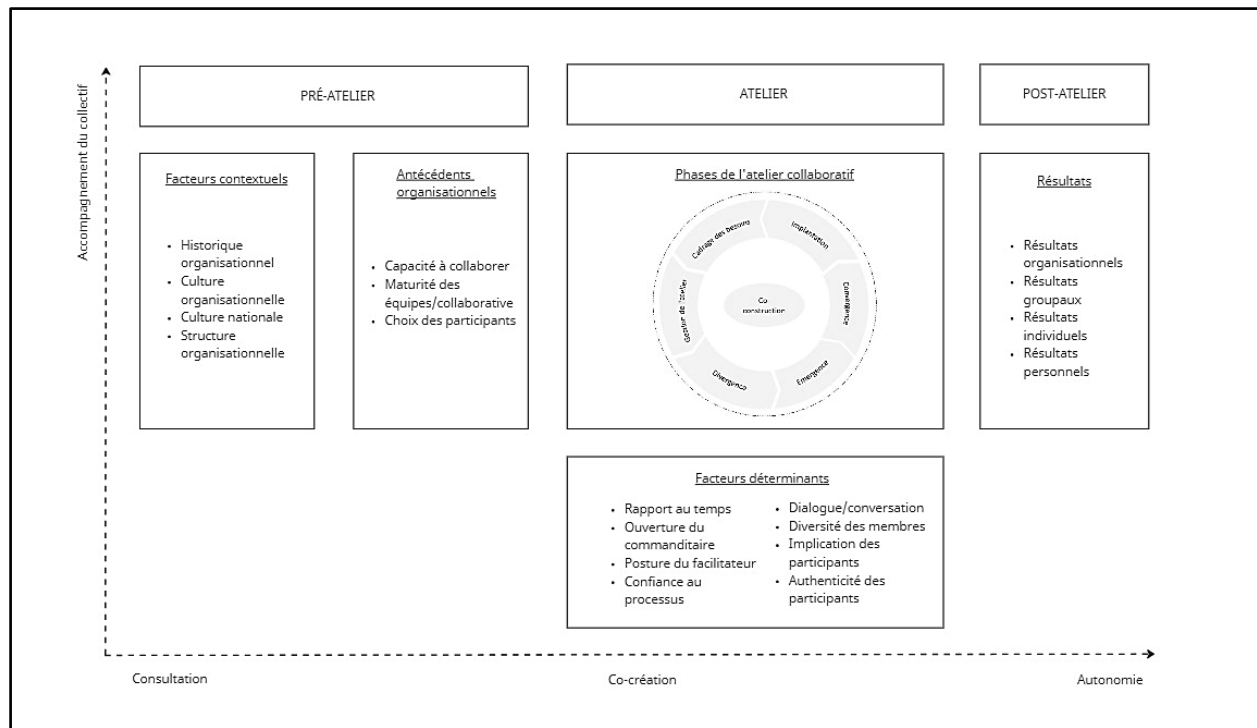 Accompagnement du collectif
PRÉ-ATELIER
ATELIER
POST-ATELIER
Facteurs contextuels
• Historique
organisationnel
• Culture
organisationnelle
• Culture nationale
• Structure
organisationnelle
Antécédents
organisationnels
• Capacité à collaborer
• Maturité des
équipes/collaborative
• Choix des participants
Phases de l'atelier collaboratif
Cadrage des besoins
Implantation
Convergence
Emergence
Divergence
Gestion de l'atelier
Co
construction
Résultats
• Résultats
organisationnels
• Résultats
groupaux
• Résultats
individuels
• Résultats
personnels
Facteurs déterminants
• Rapport au temps
• Ouverture du
commanditaire
• Posture du facilitateur
• Confiance au
processus
• Dialogue/conversation
• Diversité des membres
• Implication des
participants
• Authenticité des
participants
Consultation
Co-création
Autonomie